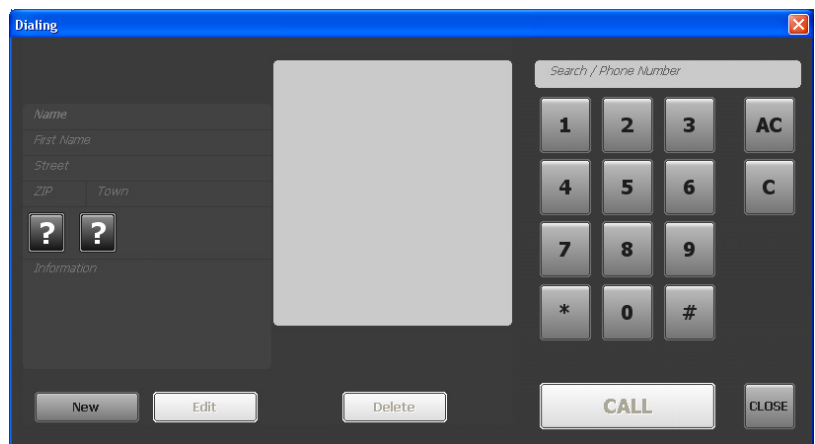 Dialing
Name
First Name
Street
ZIP Town
? ?
Information
New Edit Delete
Search / Phone Number
1 2 3 AC
4 5 6 C
7 8 9
* 0 #
CALL CLOSE